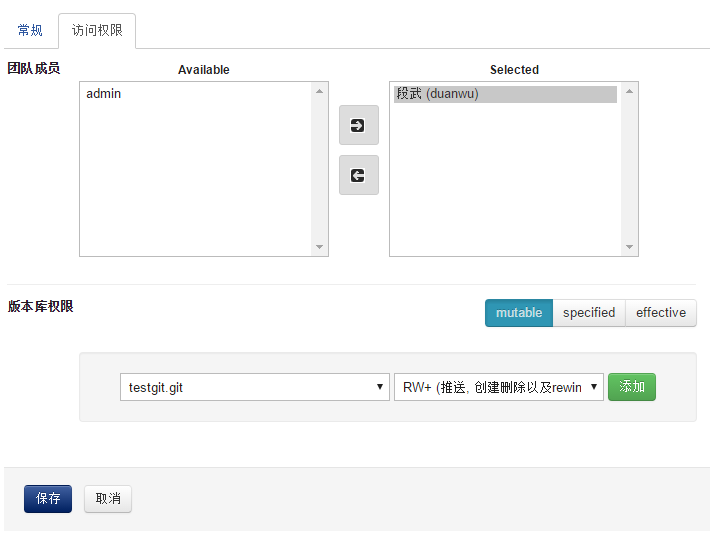 常规 访问权限
团队成员 Available Selected
admin 段武 (duanwu)
版本库权限 mutable specified effective
testgit.git RW+ (推送, 创建删除以及rewin 添加
保存 取消